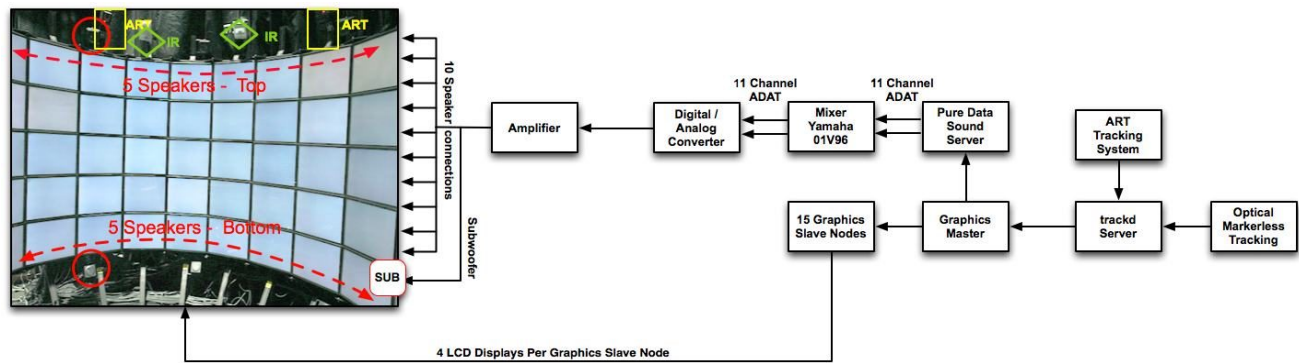 ART
ART
IR
IR
5 Speakers - Top
5 Speakers - Bottom
SUB
10 Speaker connections
Subwoofer
Amplifier
Digital /
Analog
Converter
11 Channel
ADAT
Mixer
Yamaha
01V96
11 Channel
ADAT
Pure Data
Sound
Server
ART
Tracking
System
15 Graphics
Slave Nodes
Graphics
Master
trackd
Server
Optical
Markerless
Tracking
4 LCD Displays Per Graphics Slave Node